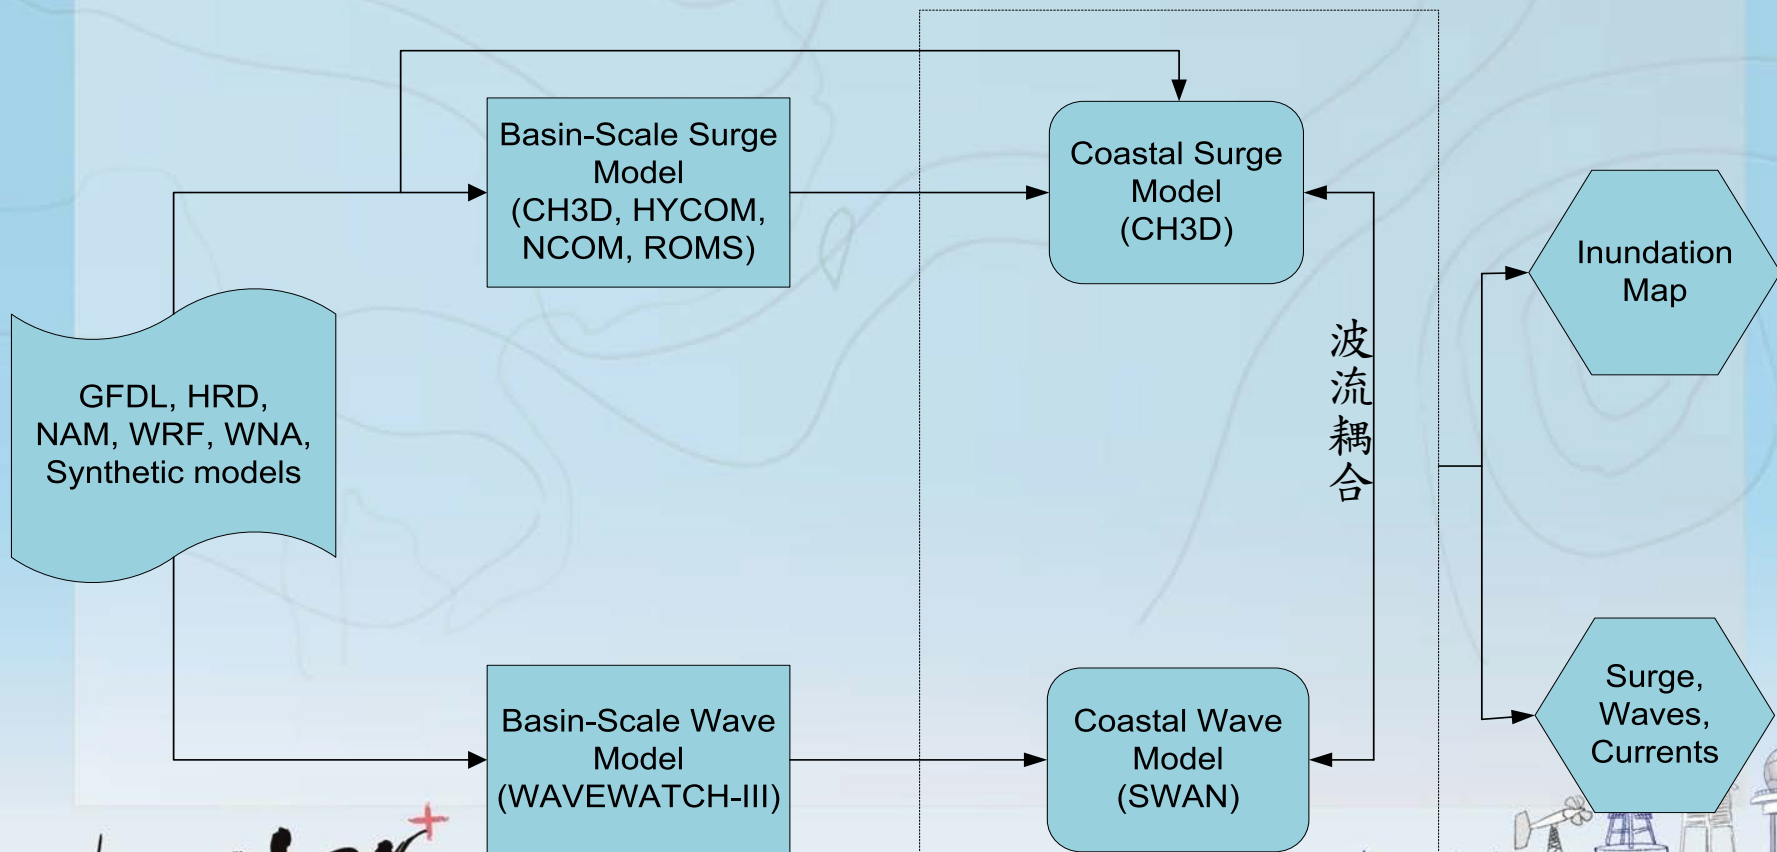 Basin-Scale Surge
Model
(CH3D, HYCOM,
NCOM, ROMS)
Coastal Surge
Model
(CH3D)
Inundation
Map
GFDL, HRD,
NAM, WRF, WNA,
Synthetic models
波
流
耦
合
Basin-Scale Wave
Model
(WAVEWATCH-III)
Coastal Wave
Model
(SWAN)
Surge,
Waves,
Currents